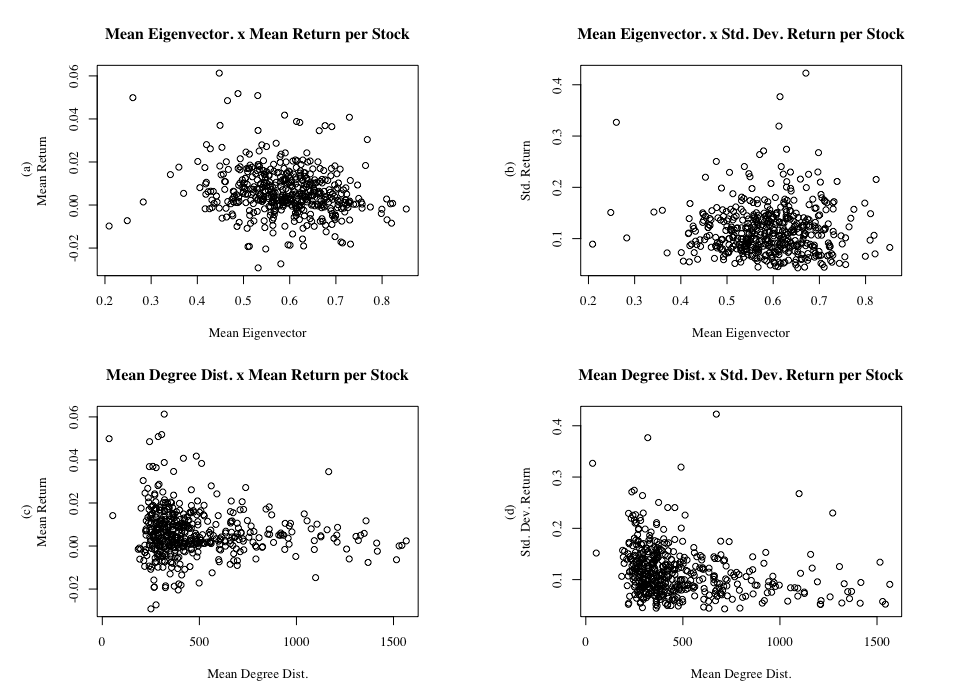 Mean Eigenvector. x Mean Return per Stock
(a)
Mean Return
-0.02 0.00 0.02 0.04 0.06
0.2 0.3 0.4 0.5 0.6 0.7 0.8
Mean Eigenvector
Mean Eigenvector. x Std. Dev. Return per Stock
(b)
Std. Return
0.1 0.2 0.3 0.4
0.2 0.3 0.4 0.5 0.6 0.7 0.8
Mean Eigenvector
Mean Degree Dist. x Mean Return per Stock
(c)
Mean Return
-0.02 0.00 0.02 0.04 0.06
0 500 1000 1500
Mean Degree Dist.
Mean Degree Dist. x Std. Dev. Return per Stock
(d)
Std. Dev. Return
0.1 0.2 0.3 0.4
0 500 1000 1500
Mean Degree Dist.